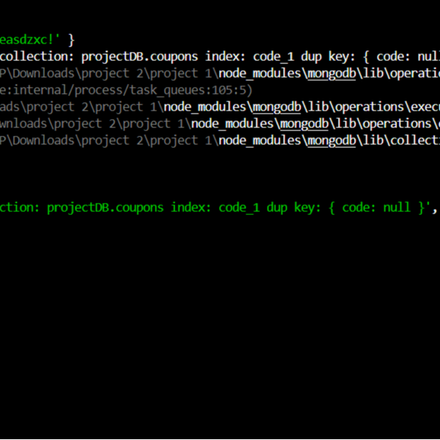 easdzxc!' }
collection: projectDB.coupons index: code_1 dup key: { code: nul
P\Downloads\project 2\project 1\node_modules\mongodb\lib\operatio
e:internal/process/task_queues:105:5)
ads\project 2\project 1\node_modules\mongodb\lib\operations\execu
wnloads\project 2\project 1\node_modules\mongodb\lib\operations\
P\Downloads\project 2\project 1\node_modules\mongodb\lib\collecti
ction: projectDB.coupons index: code_1 dup key: { code: null }',